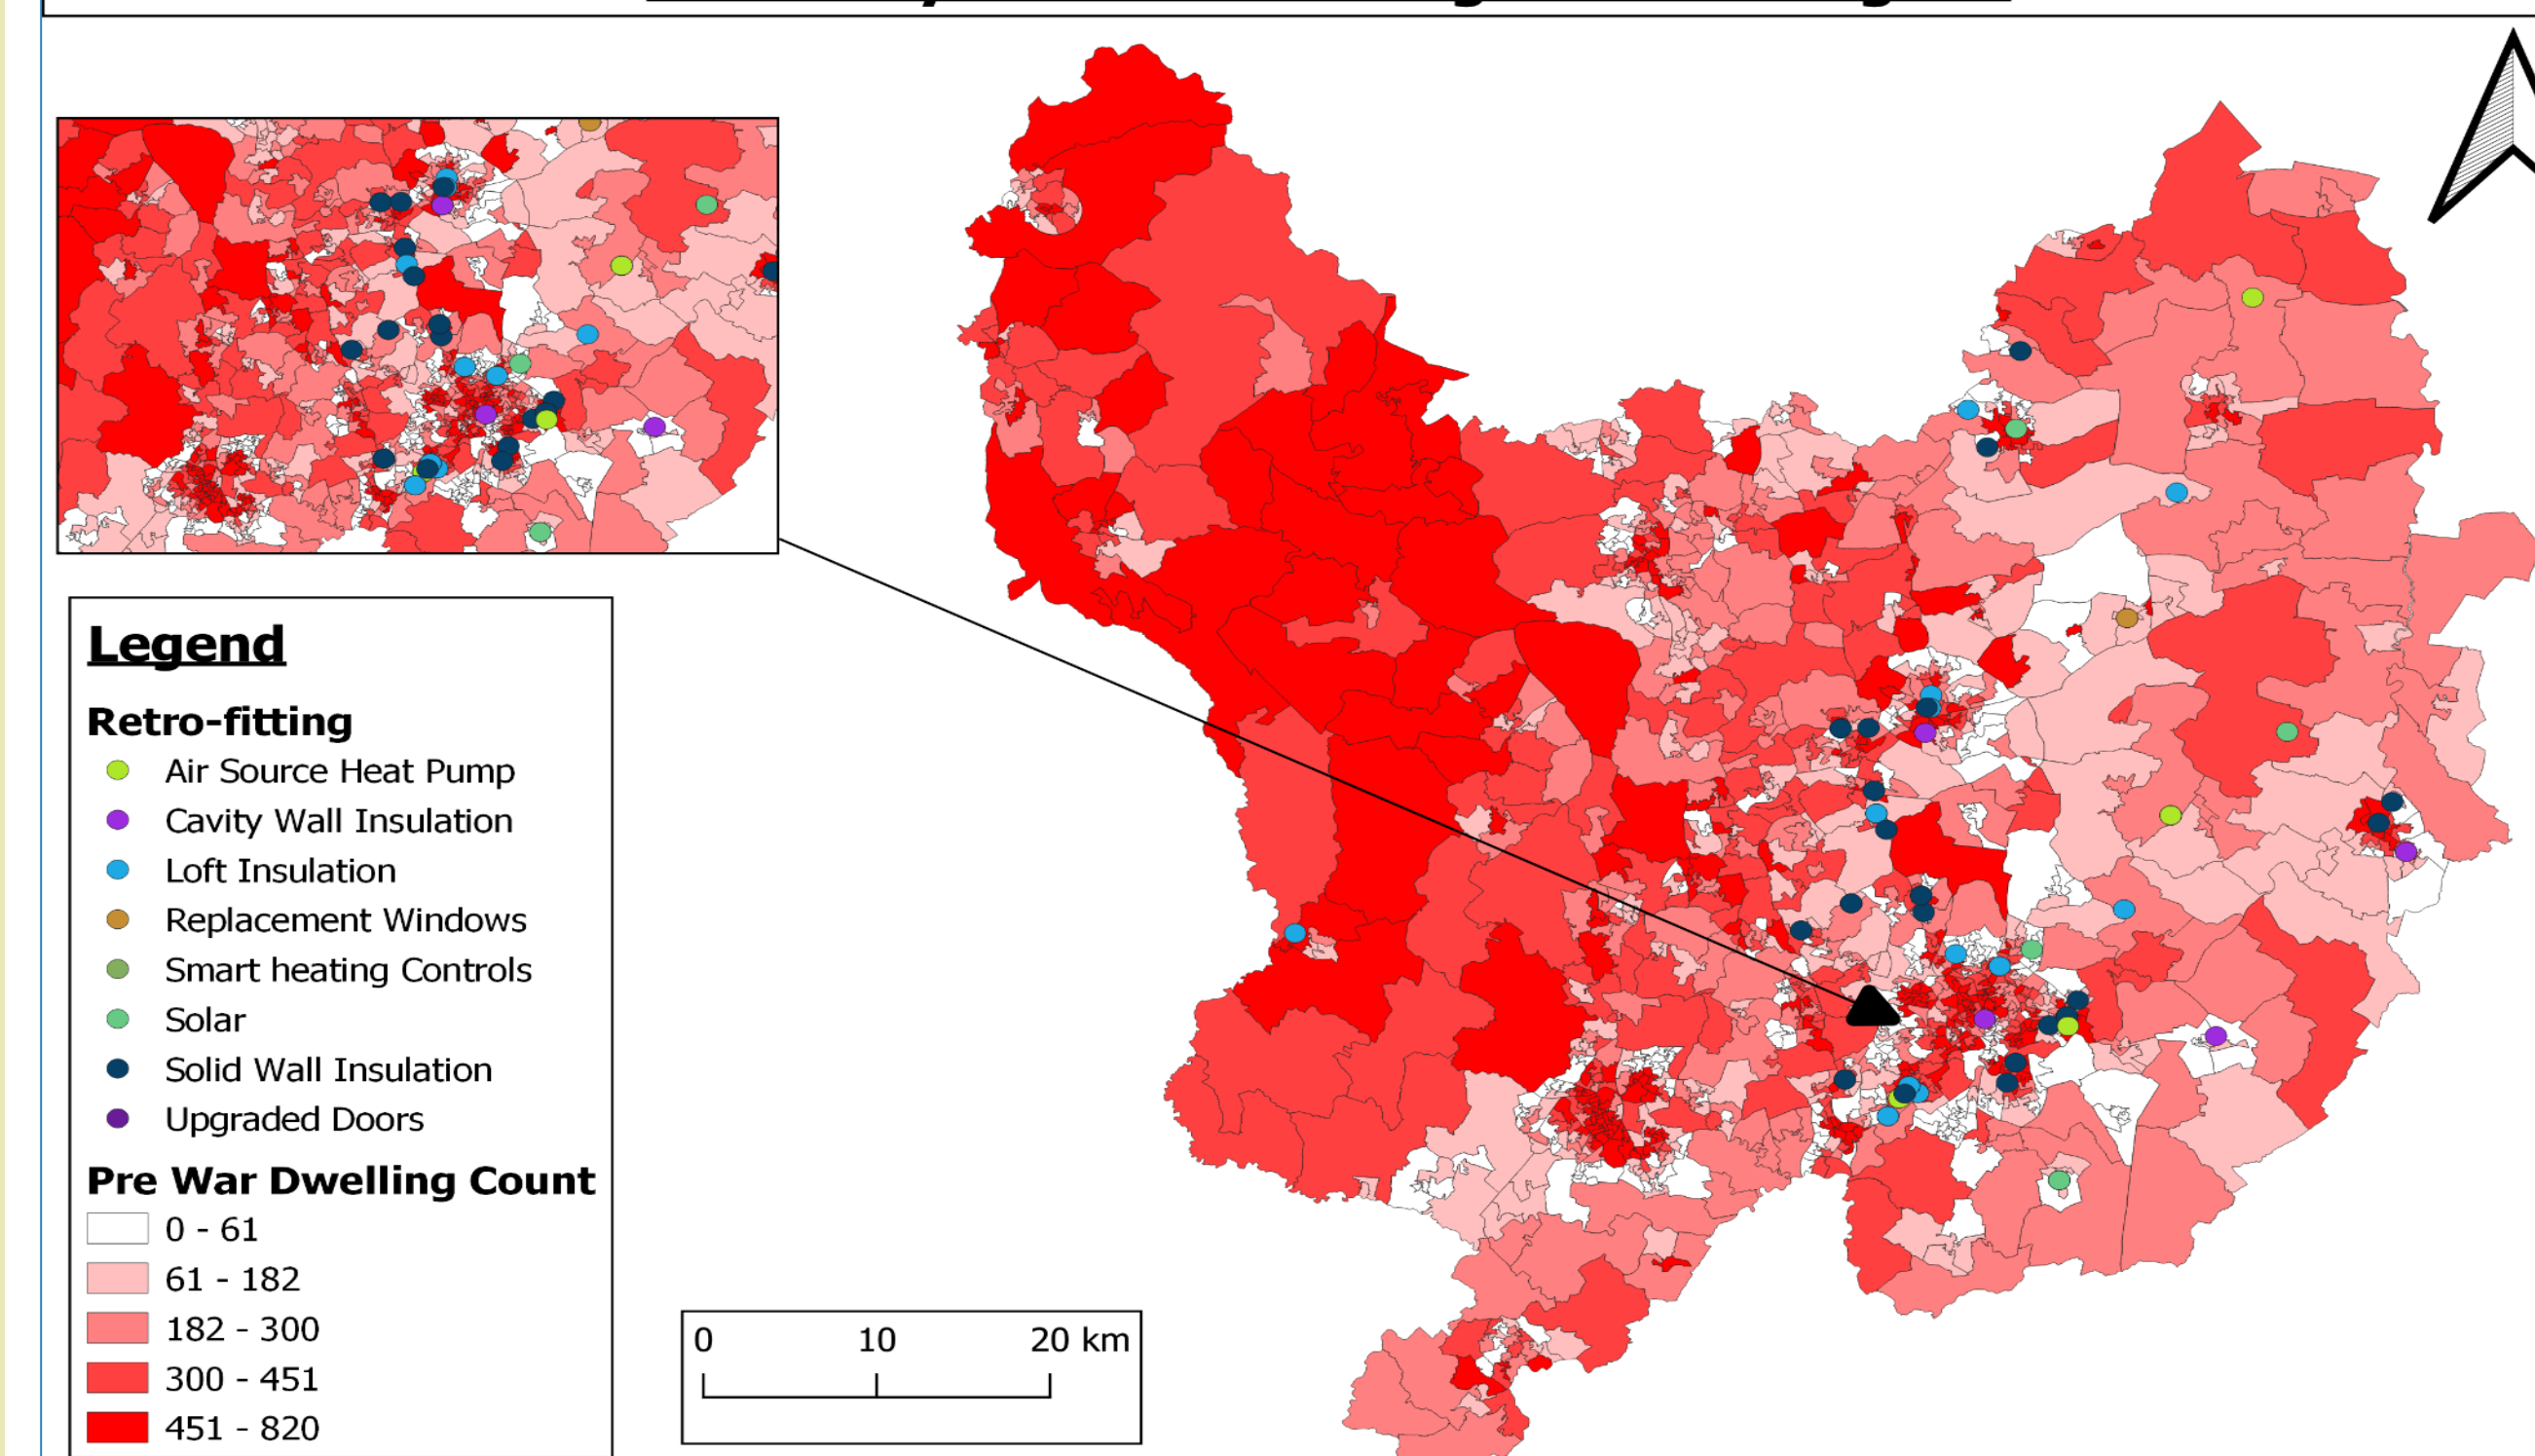 Legend
Retro-fitting
Air Source Heat Pump
Cavity Wall Insulation
Loft Insulation
Replacement Windows
Smart heating Controls
Solar
Solid Wall Insulation
Upgraded Doors
Pre War Dwelling Count
0 - 61
61 - 182
182 - 300
300 - 451
451 - 820
0 10 20 km